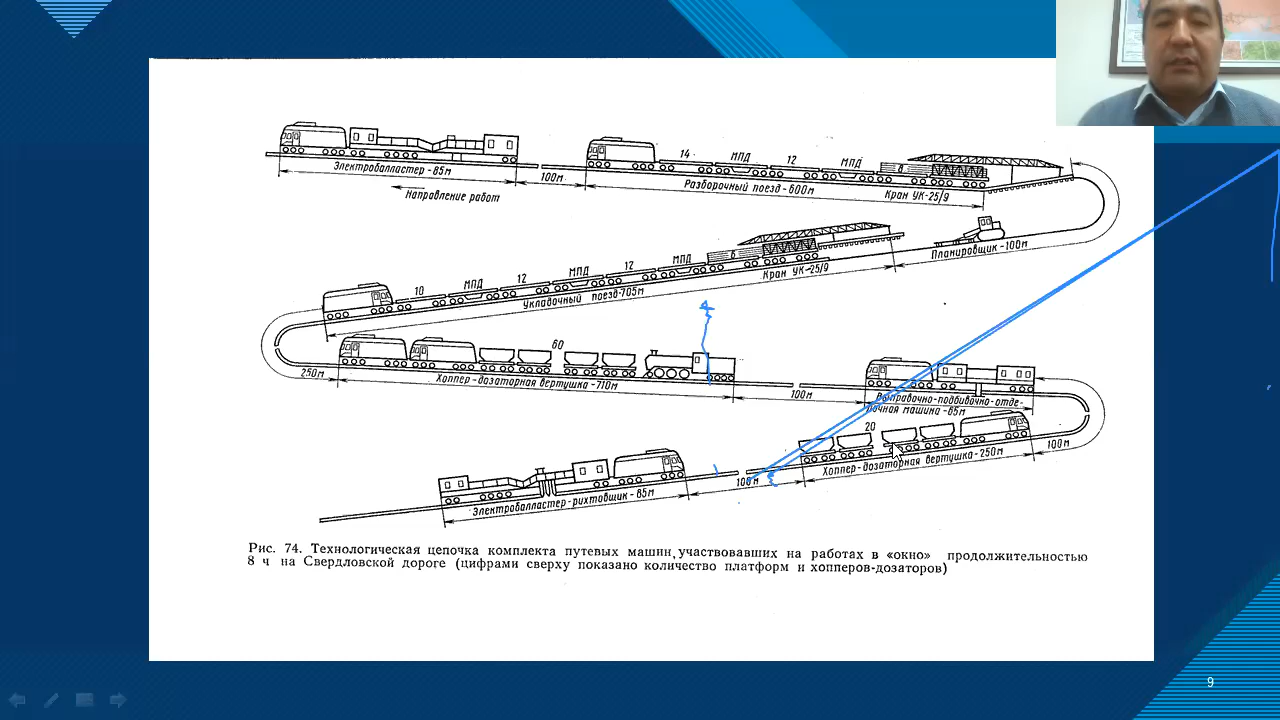 14
МПД
12
МПД
8
Электробалластер-85м
100м
Разборочный поезд-600м
Кран УК-25/9
Направление работ
Планировщик-100м
10
МПД
12
МПД
12
МПД
8
Кран УК-25/9
Укладочный поезд-705м
60
250м
Хоппер-дозаторная вертушка-710м
100м
Выправочно-подбивочно-отде-
лочная машина-85м
20
100м
Хоппер-дозаторная вертушка-250м
100м
Электробалластер-рихтовщик-85м
Рис. 74. Технологическая цепочка комплекта путевых машин, участвовавших на работах в «окно» продолжительностью
8 ч на Свердловской дороге (цифрами сверху показано количество платформ и хопперов-дозаторов)
9